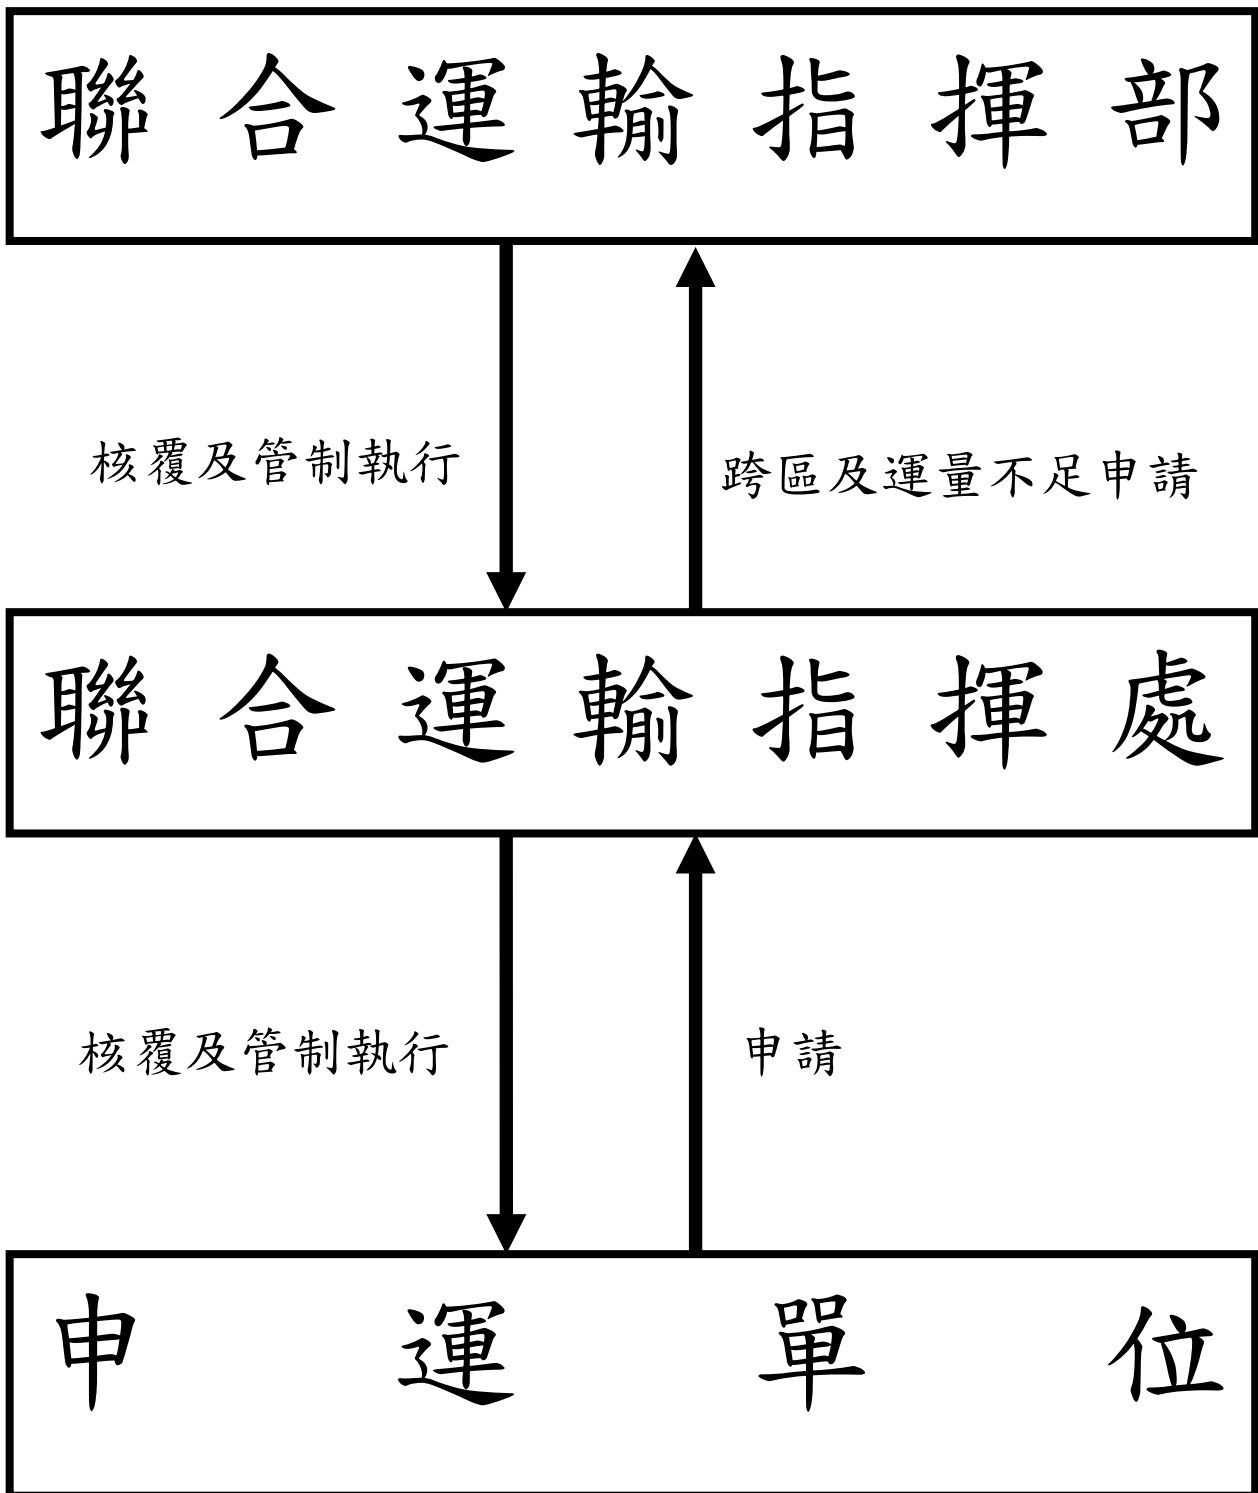 聯合運輸指揮部
核覆及管制執行
跨區及運量不足申請
聯合運輸指揮處
核覆及管制執行
申請
申運單位